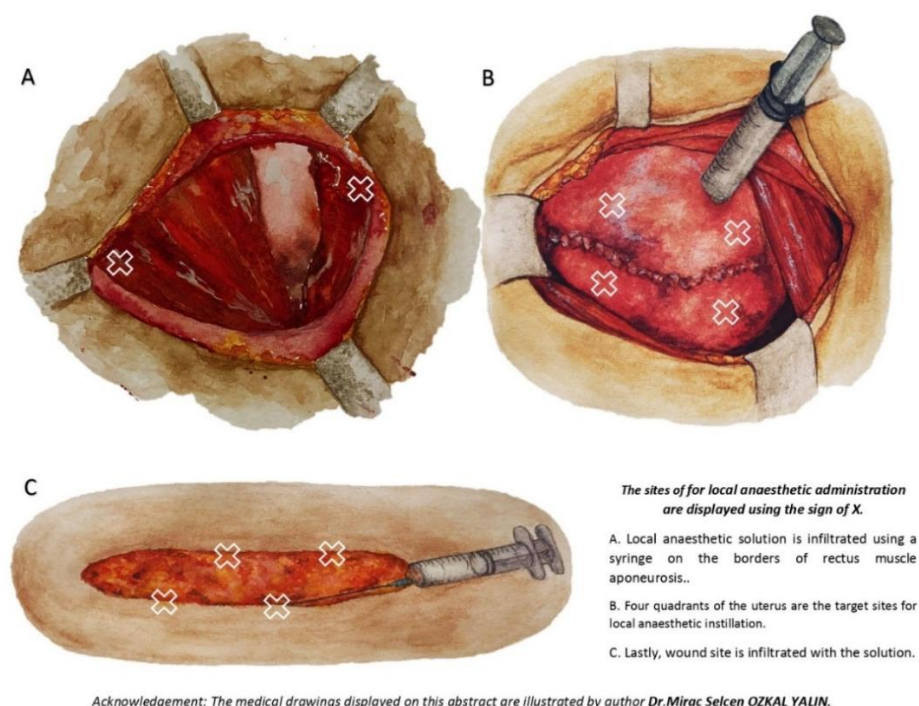 A
B
C
The sites of for local anaesthetic administration
are displayed using the sign of X.
A. Local anaesthetic solution is infiltrated using a
syringe on the borders of rectus muscle
aponeurosis..
B. Four quadrants of the uterus are the target sites for
local anaesthetic instillation.
C. Lastly, wound site is infiltrated with the solution.
Acknowledgement: The medical drawings displayed on this abstract are illustrated by author Dr.Mirac Selcen OZKAL YALIN.